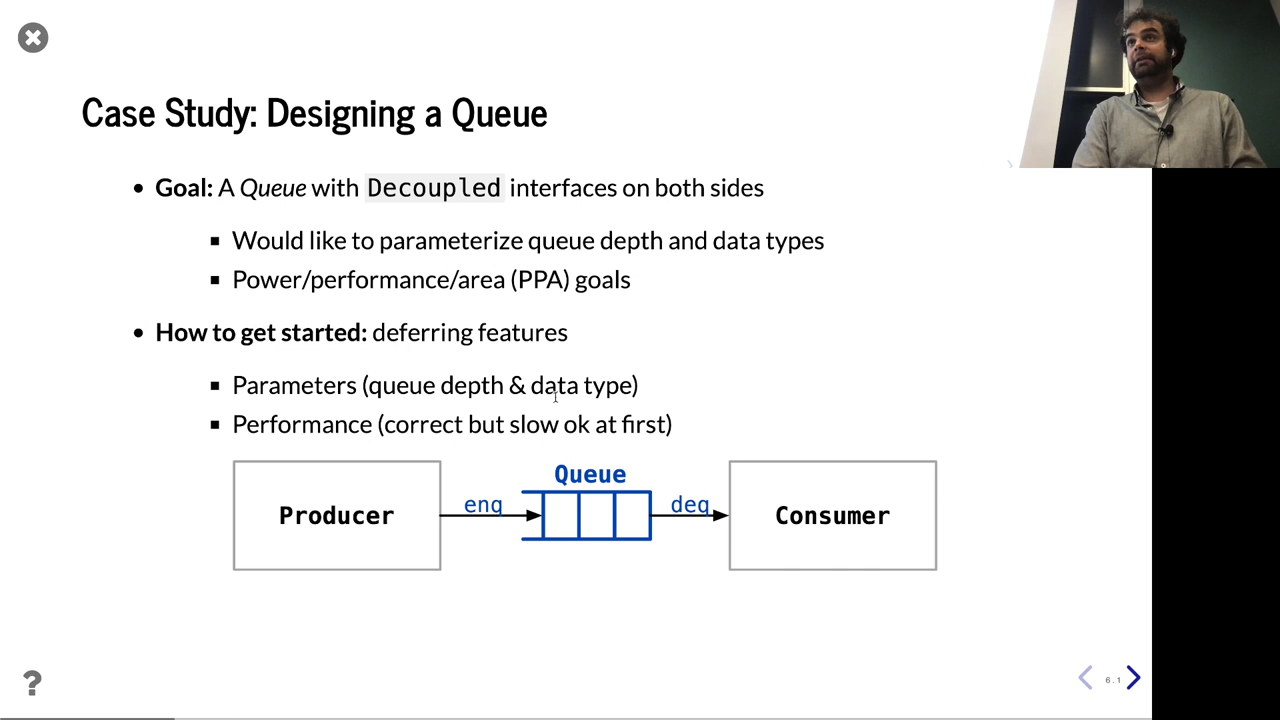 Case Study: Designing a Queue
Goal: A Queue with Decoupled interfaces on both sides
Would like to parameterize queue depth and data types
Power/performance/area (PPA) goals
How to get started: deferring features
Parameters (queue depth & data type)
Performance (correct but slow ok at first)
Queue
Producer
enq
deq
Consumer
?
6.1